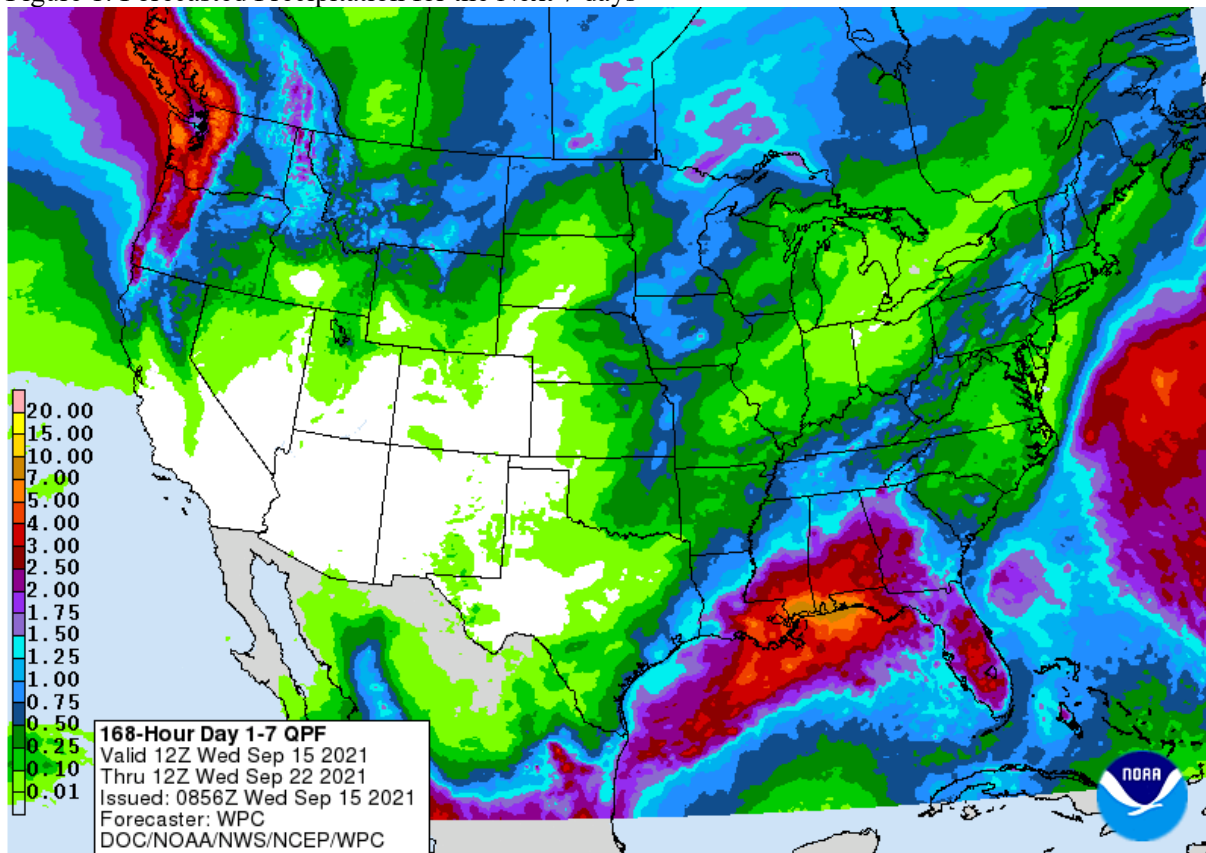 20.00
15.00
10.00
7.00
5.00
4.00
3.00
2.50
2.00
1.75
1.50
1.25
1.00
0.75
0.50
0.25
0.10
0.01
168-Hour Day 1-7 QPF
Valid 12Z Wed Sep 15 2021
Thru 12Z Wed Sep 22 2021
Issued: 0856Z Wed Sep 15 2021
Forecaster: WPC
DOC/NOAA/NWS/NCEP/WPC
NOAA